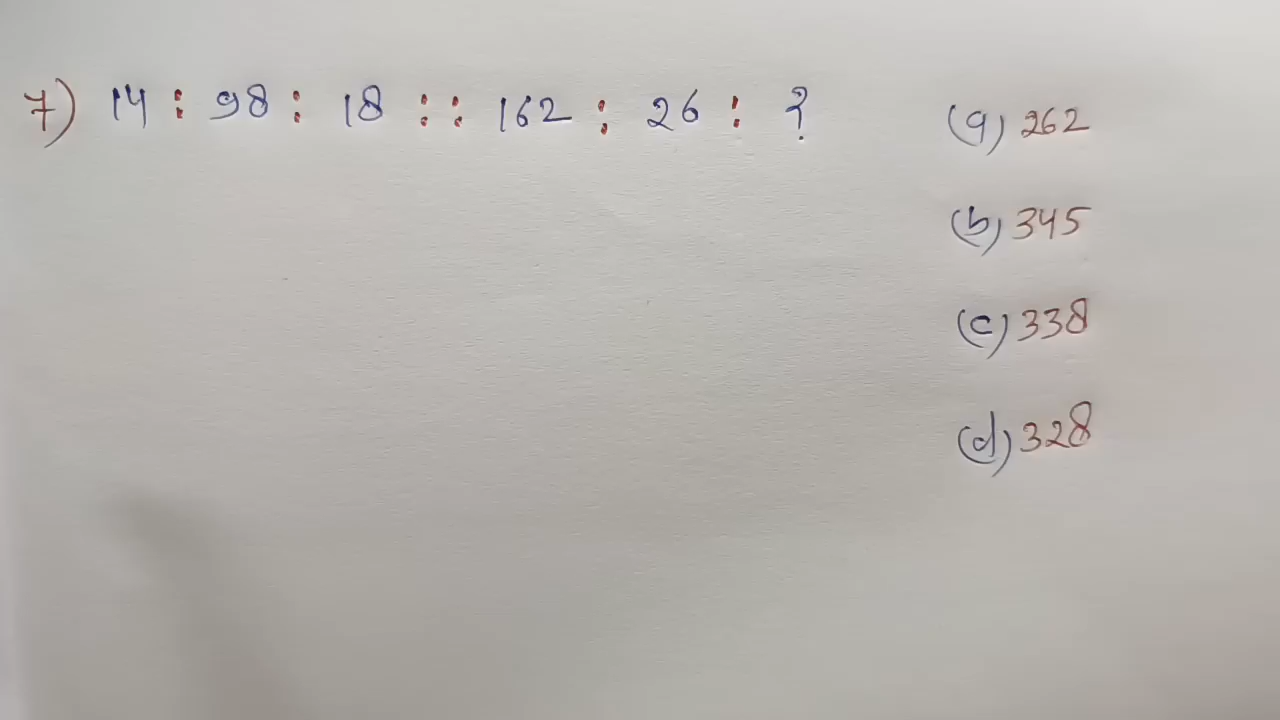 7) 14 : 98 : 18 :: 162 : 26 : ?
(a) 262
(b) 345
(c) 338
(d) 328